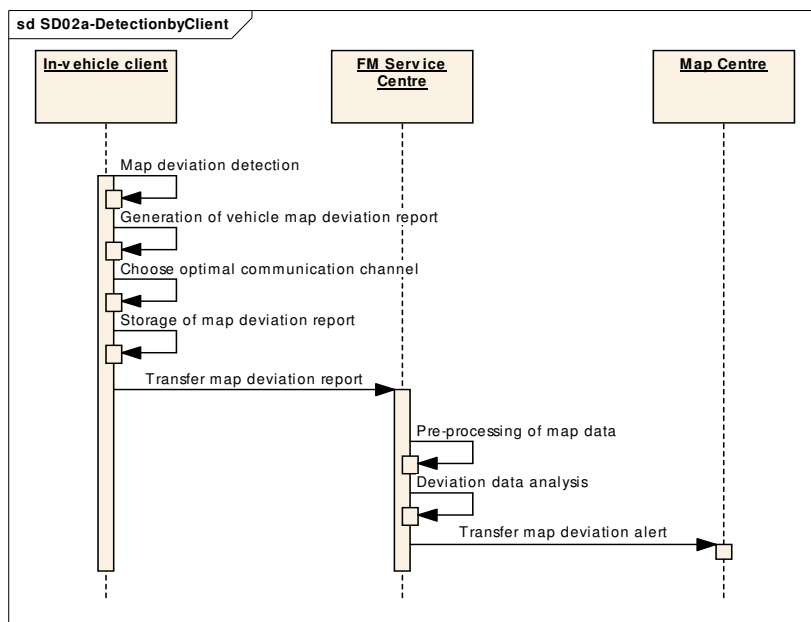 sd SD02a-DetectionbyClient
In-vehicle client
FM Service
Centre
Map Centre
Map deviation detection
Generation of vehicle map deviation report
Choose optimal communication channel
Storage of map deviation report
Transfer map deviation report
Pre-processing of map data
Deviation data analysis
Transfer map deviation alert